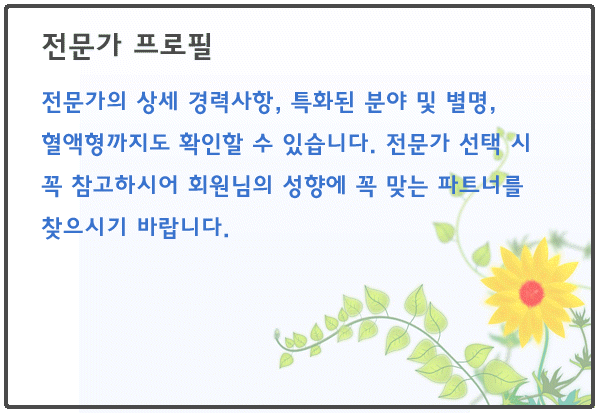 전문가 프로필
전문가의 상세 경력사항, 특화된 분야 및 별명,
혈액형까지도 확인할 수 있습니다. 전문가 선택 시
꼭 참고하시어 회원님의 성향에 꼭 맞는 파트너를
찾으시기 바랍니다.